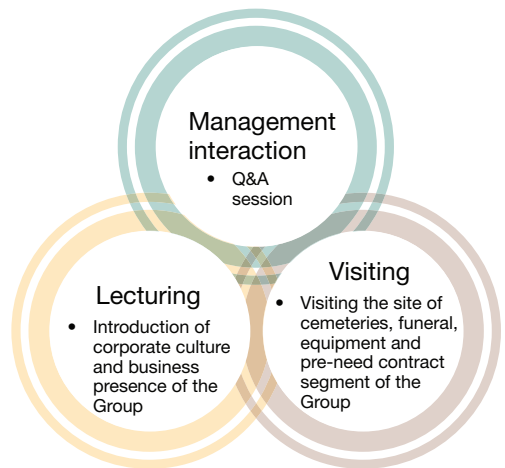 Management
interaction
• Q&A
session
Lecturing
• Introduction of
corporate culture
and business
presence of the
Group
Visiting
• Visiting the site of
cemeteries, funeral,
equipment and
pre-need contract
segment of the
Group